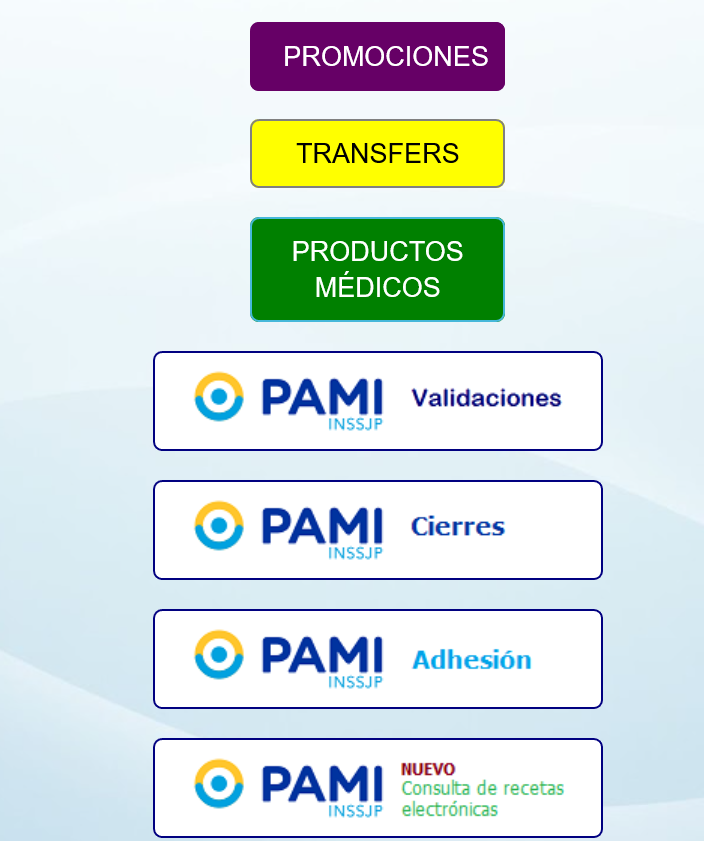 PROMOCIONES
TRANSFERS
PRODUCTOS
MÉDICOS
PAMI
INSSJP
Validaciones
PAMI
INSSJP
Cierres
PAMI
INSSJP
Adhesión
PAMI
INSSJP
NUEVO
Consulta de recetas
electrónicas